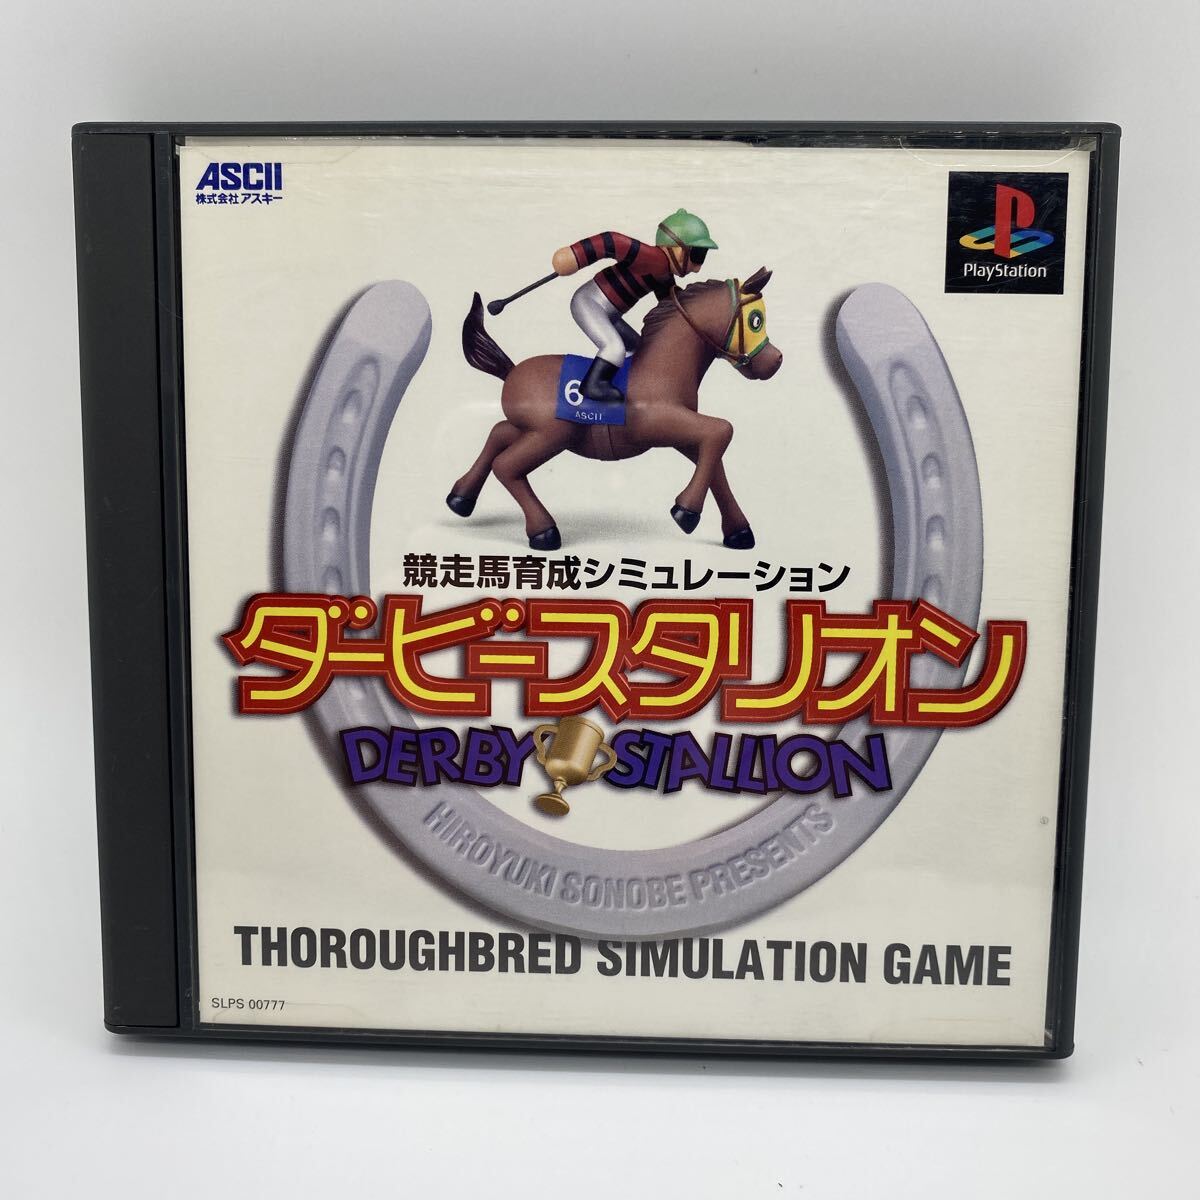 ASCII
株式会社アスキー
PlayStation
6
ASCII
競走馬育成シミュレーション
ダービースタリオン
DERBY STALLION
HIROYUKI SONOBE PRESENTS
THOROUGHBRED SIMULATION GAME
SLPS 00777